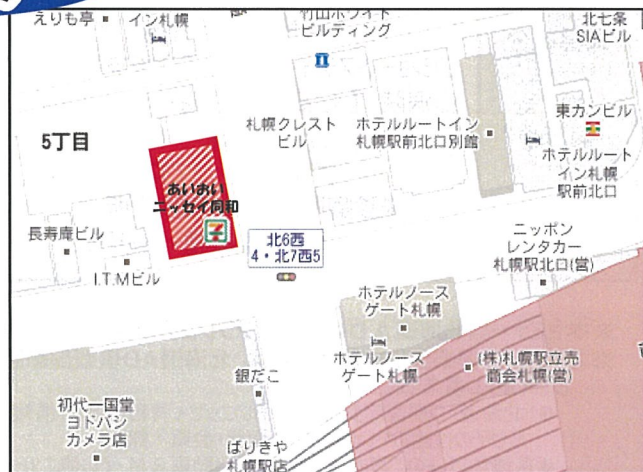 えりも亭
イン札幌
竹山ホワイト
ビルディング
北七条
SIAビル
5丁目
札幌クレスト
ビル
ホテルルートイン
札幌駅前北口別館
東カンビル
ホテルルート
イン札幌
駅前北口
あいおい
ニッセイ同和
長寿庵ビル
I.T.Mビル
北6西
4・北7西5
ニッポン
レンタカー
札幌駅北口(営)
ホテルノース
ゲート札幌
ホテルノース
ゲート札幌
(株)札幌駅立売
商会札幌(営)
銀だこ
初代一国堂
ヨドバシ
カメラ店
ばりきや
札幌駅店